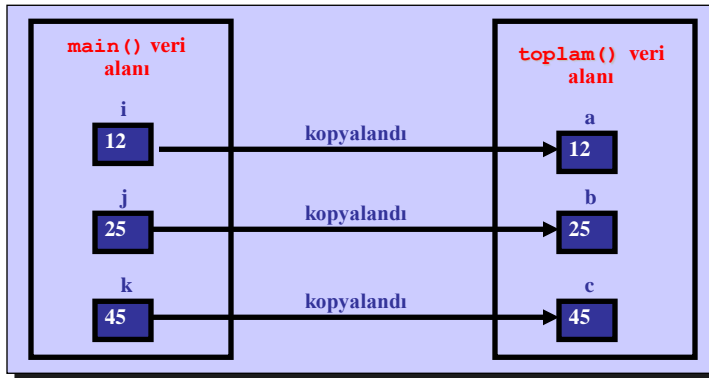 main() veri
alanı
toplam() veri
alanı
i
a
12
kopyalandı
12
j
b
25
kopyalandı
25
k
c
45
kopyalandı
45